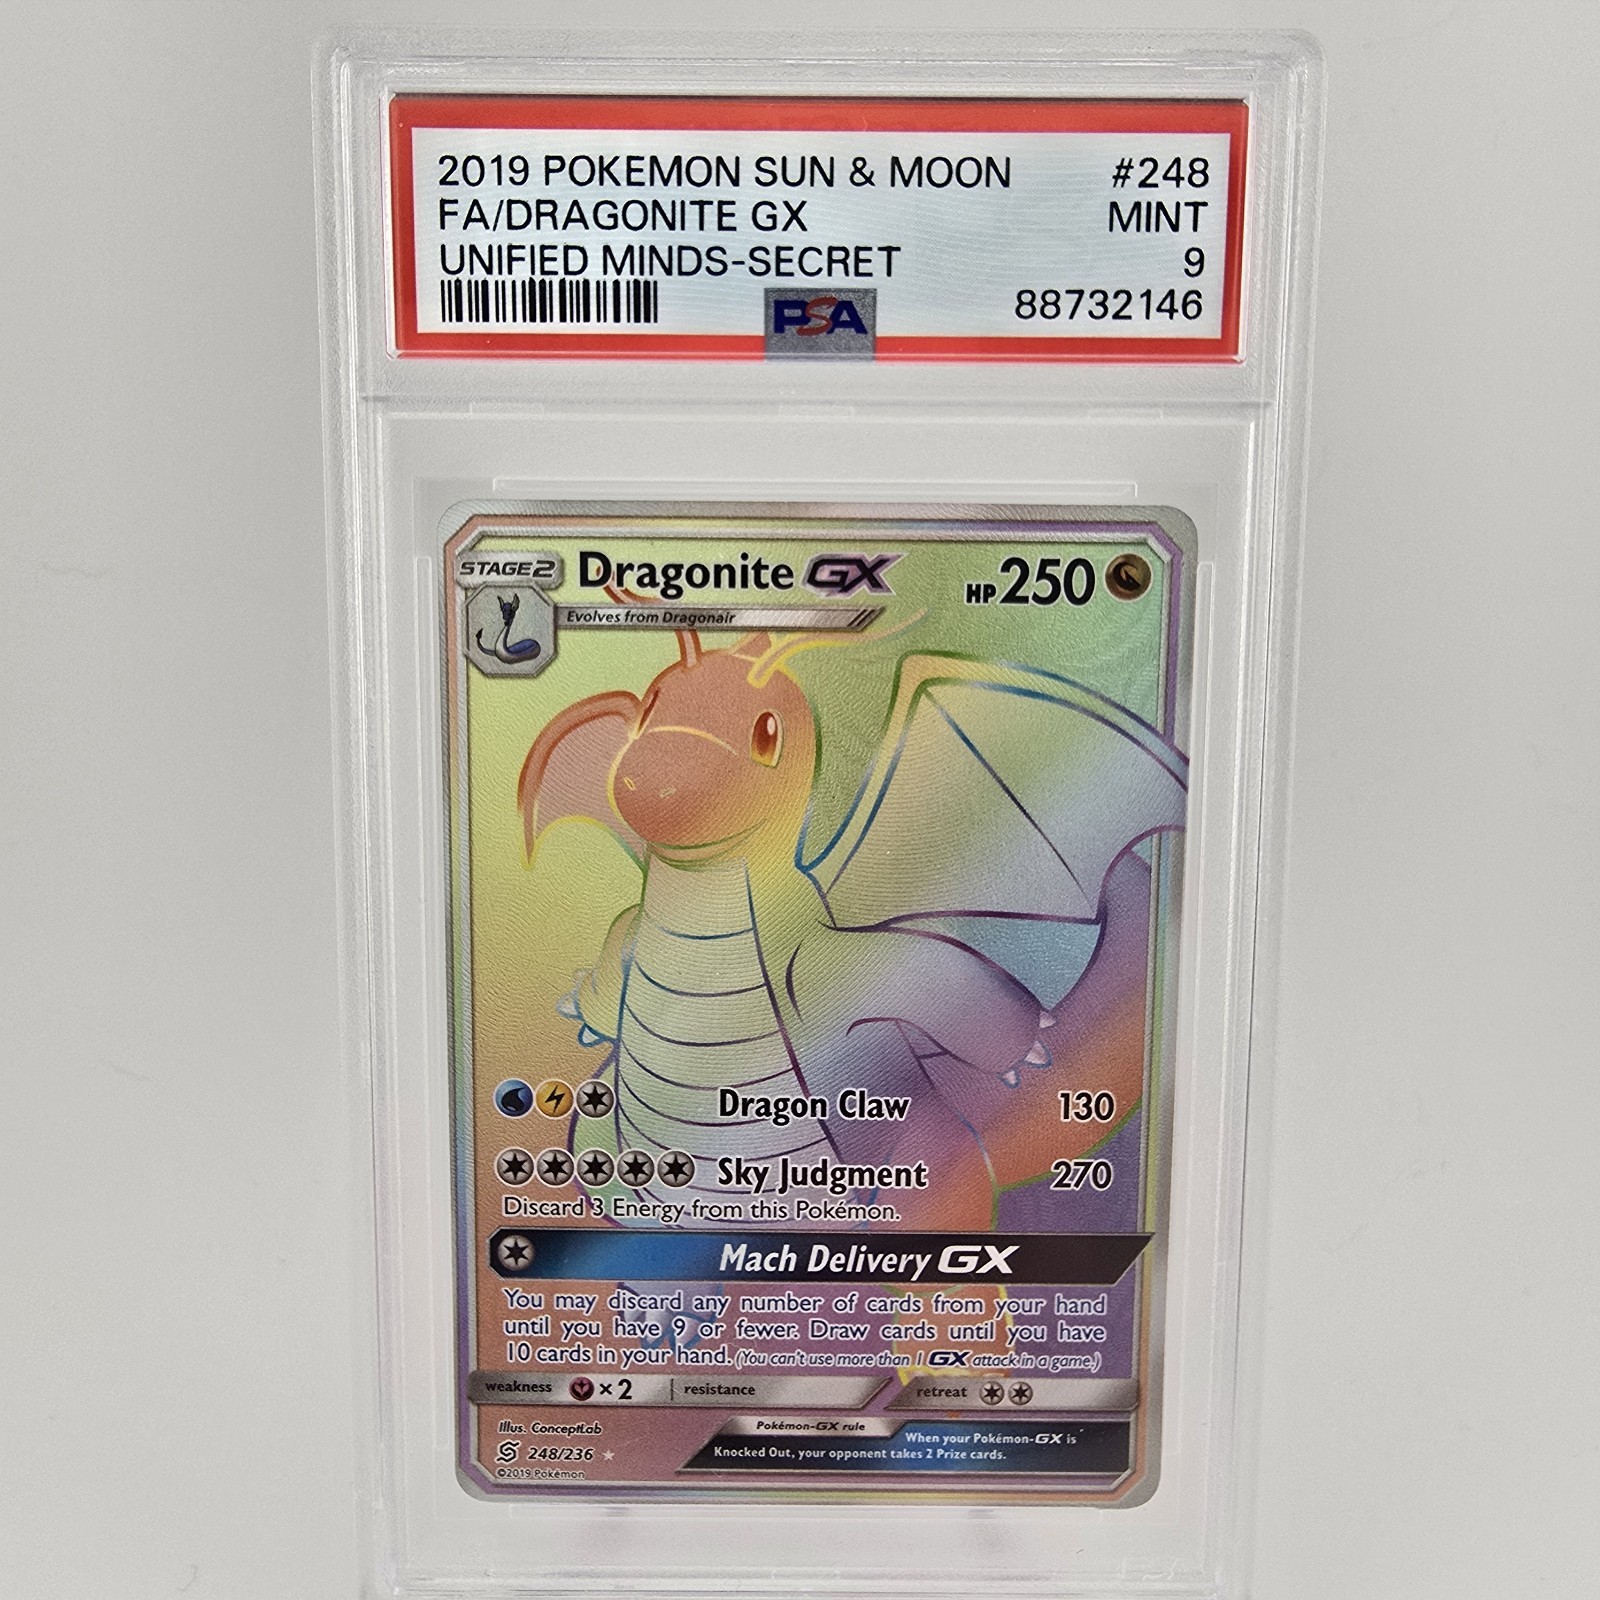 2019 POKEMON SUN & MOON #248
FA/DRAGONITE GX MINT
UNIFIED MINDS-SECRET 9
PSA 88732146
STAGE2 Dragonite GX HP250
Evolves from Dragonair
Dragon Claw 130
Sky Judgment 270
Discard 3 Energy from this Pokémon.
Mach Delivery GX
You may discard any number of cards from your hand
until you have 9 or fewer. Draw cards until you have
10 cards in your hand. (You can't use more than 1 GX attack in a game.)
weakness ×2 resistance retreat
Illus. ConceptLab
248/236
©2019 Pokémon
Pokémon-GX rule
When your Pokémon-GX is
Knocked Out, your opponent takes 2 Prize cards.